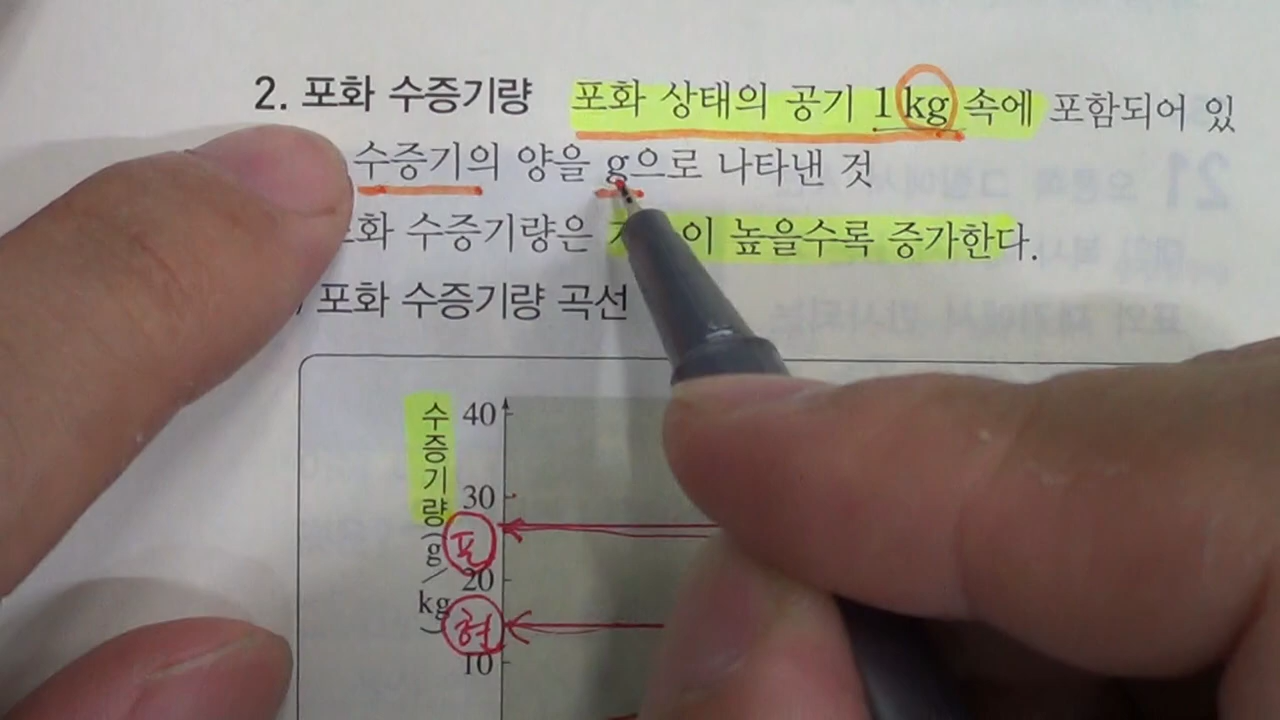 2. 포화 수증기량 포화 상태의 공기 1 kg 속에 포함되어 있
수증기의 양을 g으로 나타낸 것
화 수증기량은 이 높을수록 증가한다.
포화 수증기량 곡선
수증기량(g/kg)
40
30
포
20
현
10